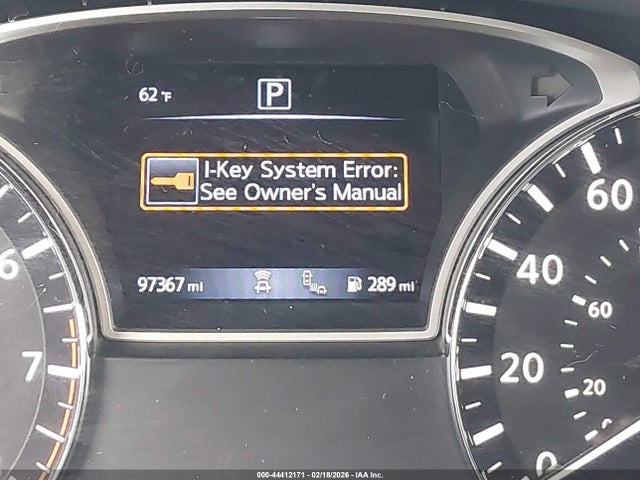 62 °F P
I-Key System Error:
See Owner's Manual
97367 mi 289 mi
6
7
60
40
20
0
60
20
000-44412171 - 02/18/2026 - IAA Inc.